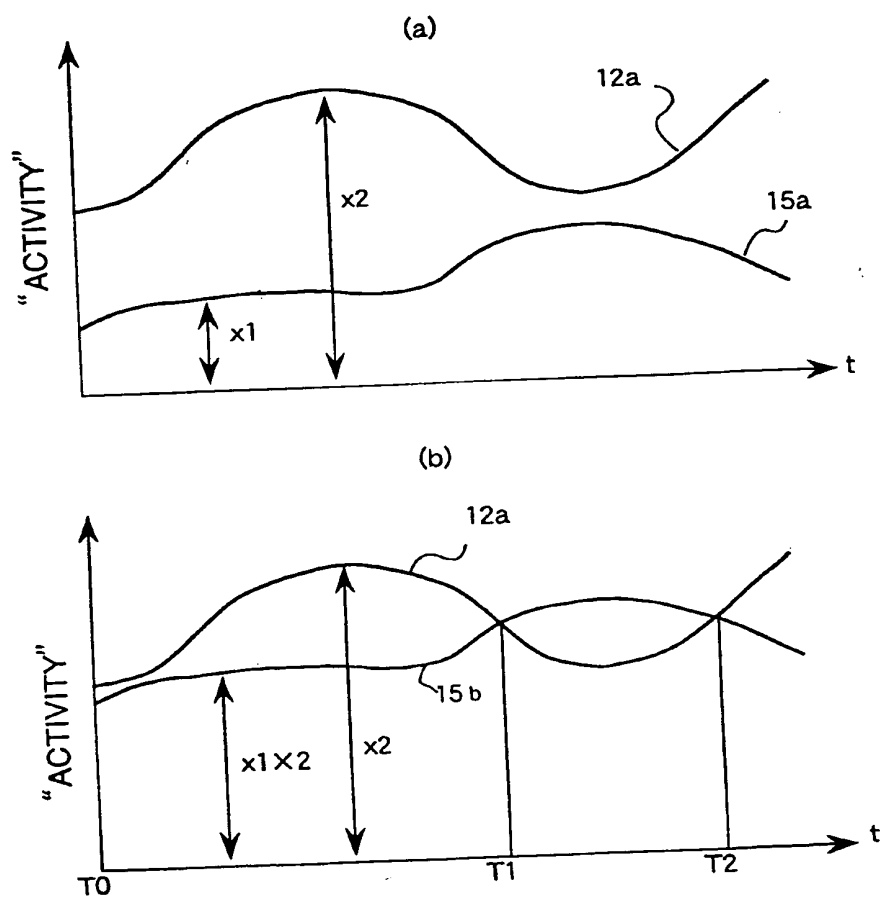 (a)
12a
x2
15a
"ACTIVITY"
x1
t
(b)
12a
15b
"ACTIVITY"
x1×2
x2
t
T0
T1
T2